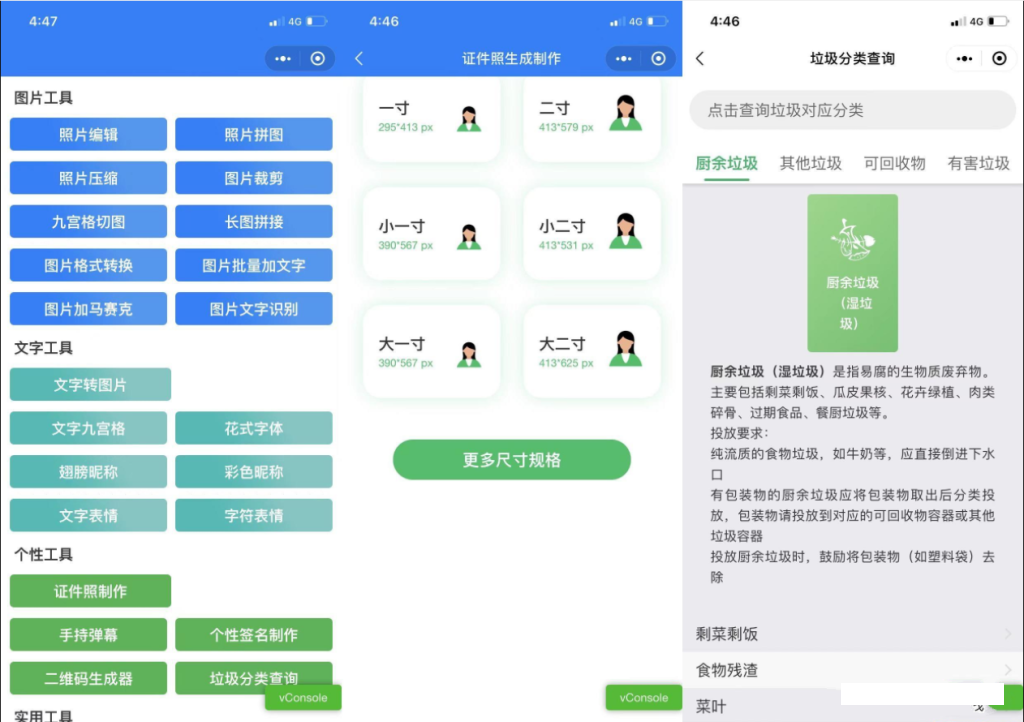 4:47
4G
图片工具
照片编辑
照片拼图
照片压缩
图片裁剪
九宫格切图
长图拼接
图片格式转换
图片批量加文字
图片加马赛克
图片文字识别
文字工具
文字转图片
文字九宫格
花式字体
翅膀昵称
彩色昵称
文字表情
字符表情
个性工具
证件照制作
手持弹幕
个性签名制作
二维码生成器
垃圾分类查询
vConsole
实用工具
4:46
4G
证件照生成制作
一寸
295*413 px
二寸
413*579 px
小一寸
390*567 px
小二寸
413*531 px
大一寸
390*567 px
大二寸
413*625 px
更多尺寸规格
vConsole
4:46
4G
垃圾分类查询
点击查询垃圾对应分类
厨余垃圾
其他垃圾
可回收物
有害垃圾
厨余垃圾
（湿垃
圾）
厨余垃圾（湿垃圾）是指易腐的生物质废弃物。
主要包括剩菜剩饭、瓜皮果核、花卉绿植、肉类
碎骨、过期食品、餐厨垃圾等。
投放要求：
纯流质的食物垃圾，如牛奶等，应直接倒进下水
口
有包装物的厨余垃圾应将包装物取出后分类投
放，包装物请投放到对应的可回收物容器或其他
垃圾容器
投放厨余垃圾时，鼓励将包装物（如塑料袋）去
除
剩菜剩饭
食物残渣
菜叶